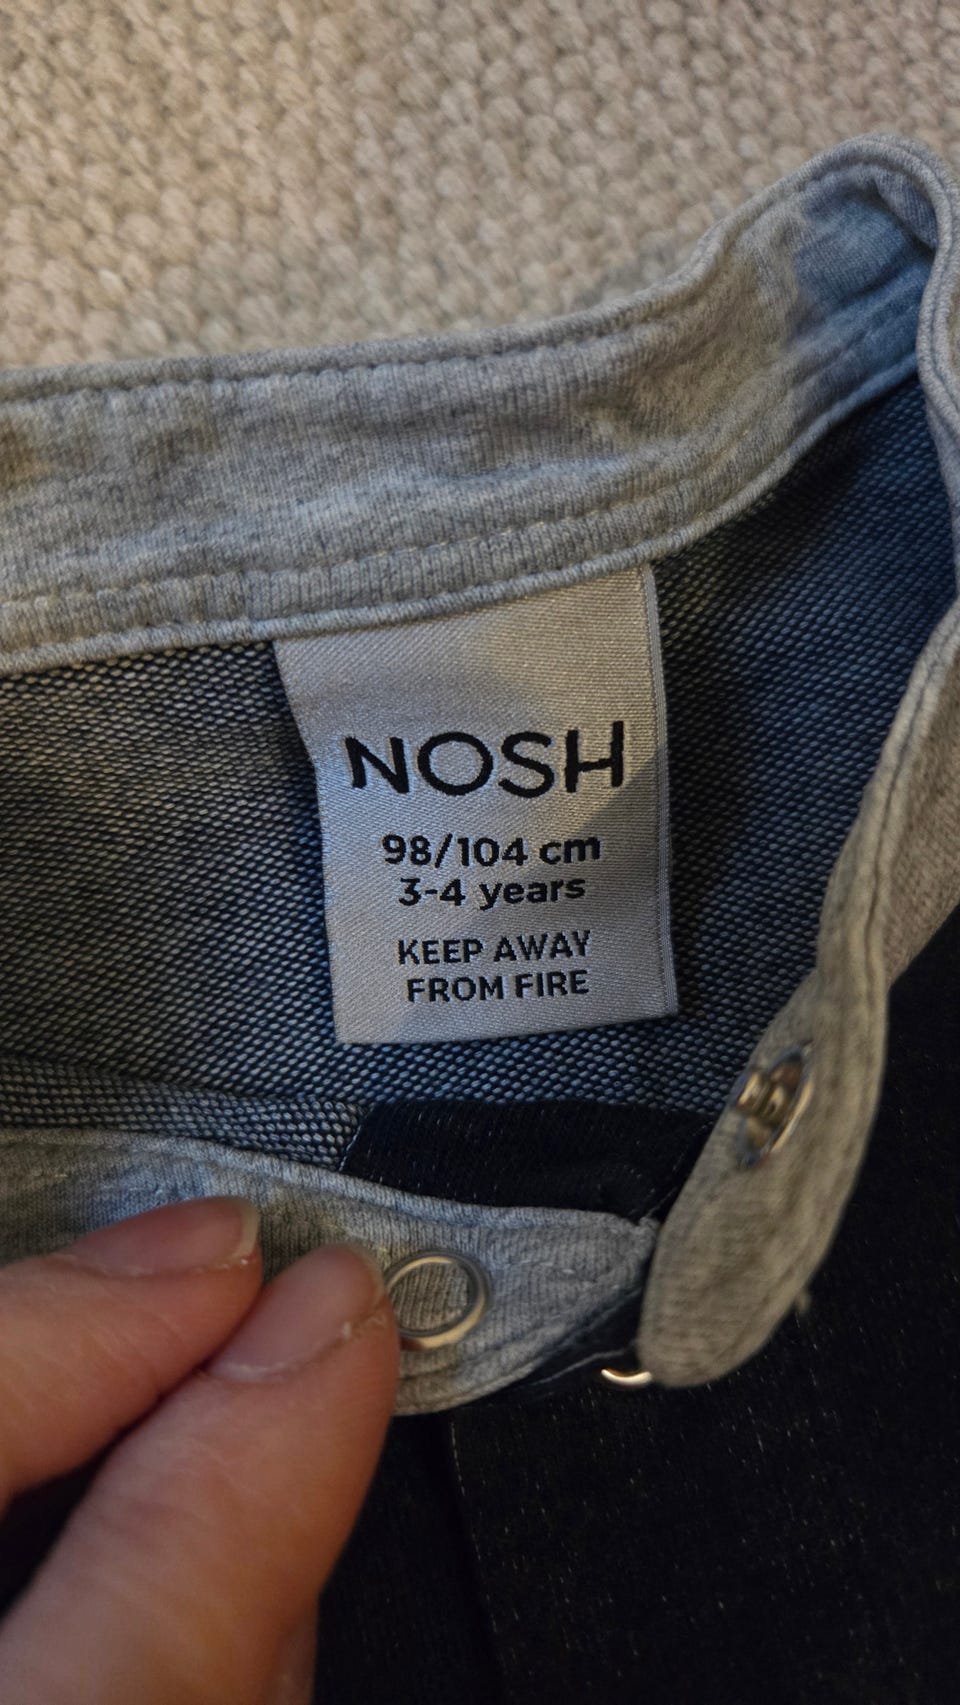 NOSH
98/104 cm
3-4 years
KEEP AWAY
FROM FIRE